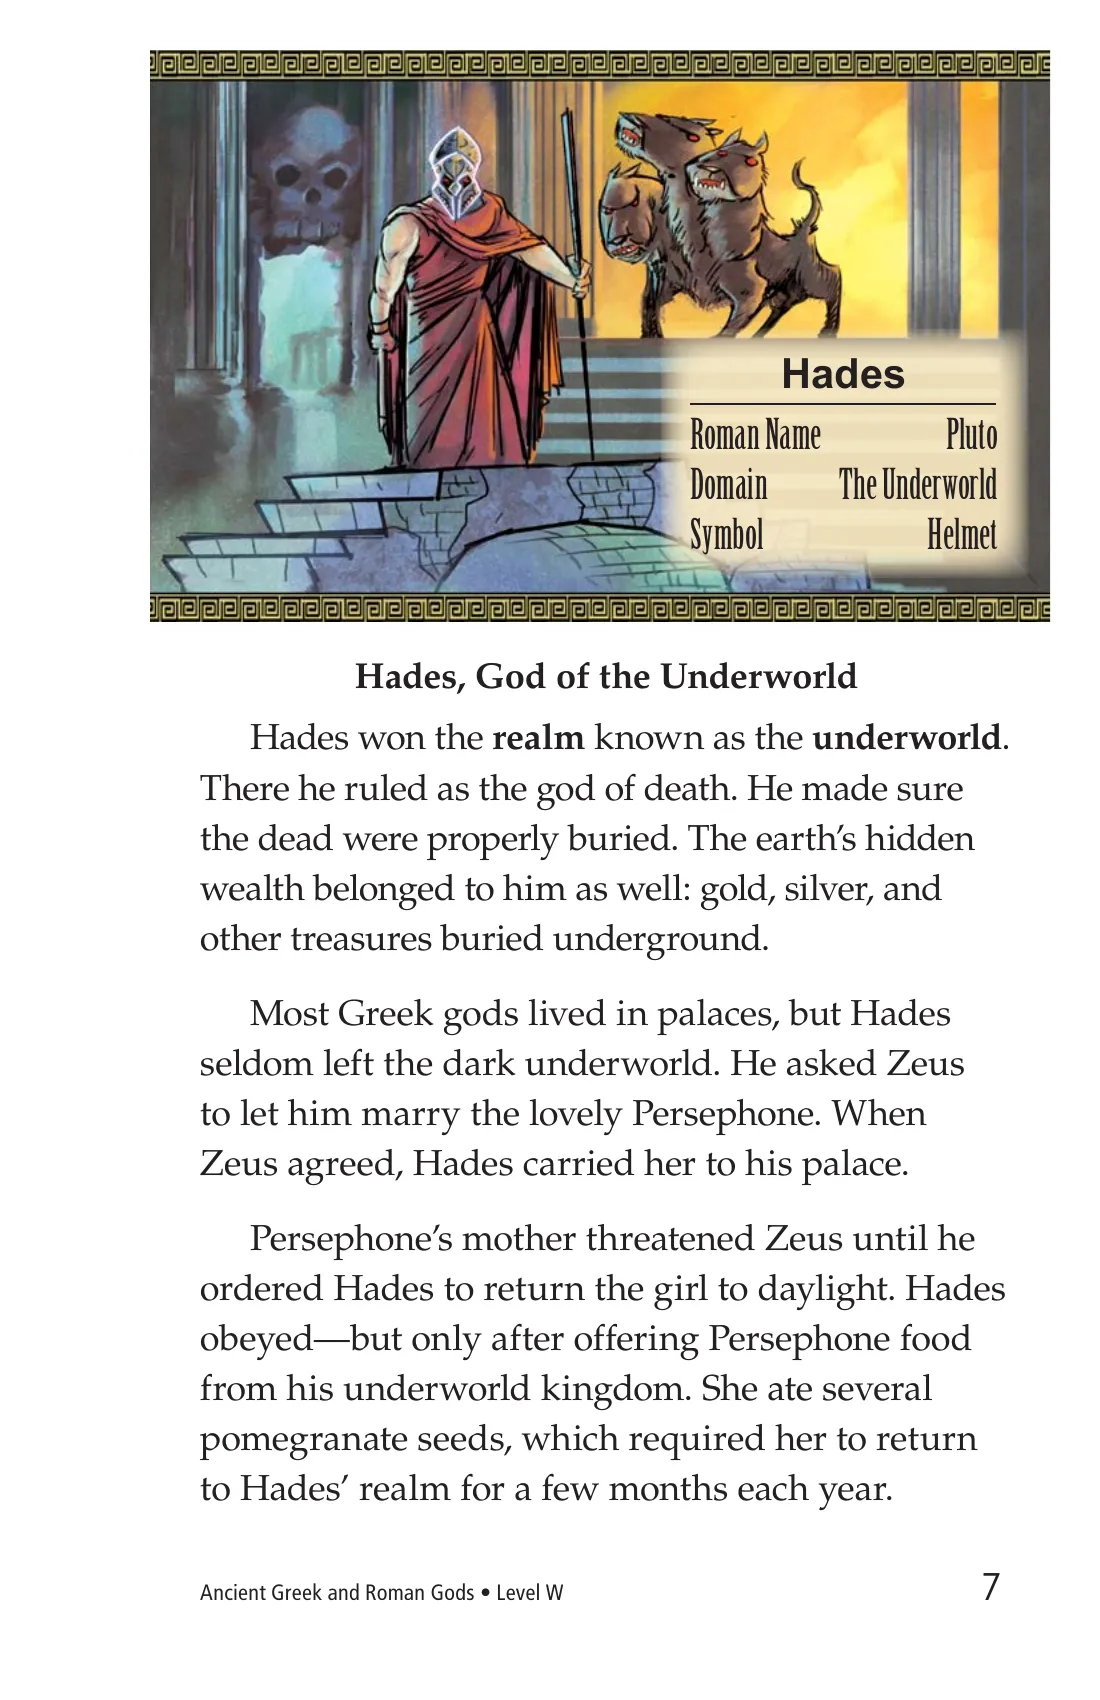 Hades
Roman Name Pluto
Domain The Underworld
Symbol Helmet
Hades, God of the Underworld
Hades won the realm known as the underworld.
There he ruled as the god of death. He made sure
the dead were properly buried. The earth’s hidden
wealth belonged to him as well: gold, silver, and
other treasures buried underground.
Most Greek gods lived in palaces, but Hades
seldom left the dark underworld. He asked Zeus
to let him marry the lovely Persephone. When
Zeus agreed, Hades carried her to his palace.
Persephone’s mother threatened Zeus until he
ordered Hades to return the girl to daylight. Hades
obeyed—but only after offering Persephone food
from his underworld kingdom. She ate several
pomegranate seeds, which required her to return
to Hades’ realm for a few months each year.
Ancient Greek and Roman Gods • Level W 7